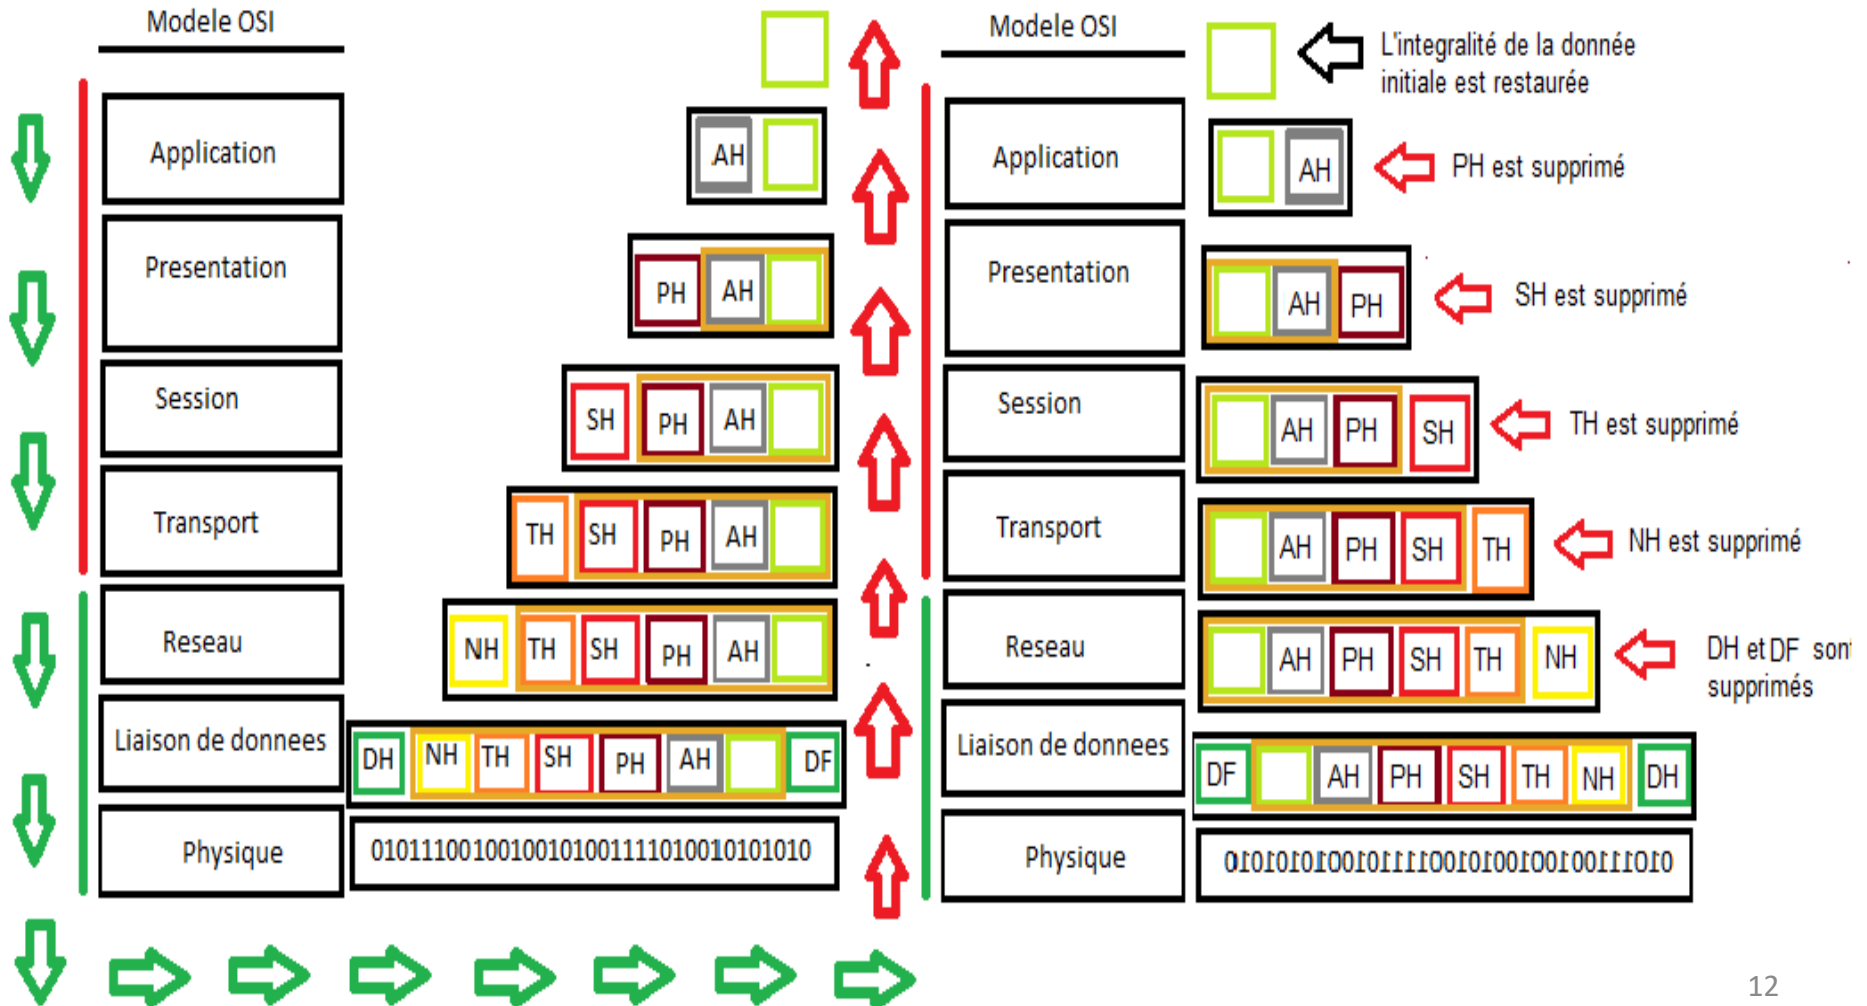 Modele OSI
Application
AH
Presentation
PH AH
Session
SH PH AH
Transport
TH SH PH AH
Reseau
NH TH SH PH AH
Liaison de donnees
DH NH TH SH PH AH DF
Physique
0101110010010010100111101001010101010
Modele OSI
L'integralité de la donnée
initiale est restaurée
Application
AH
PH est supprimé
Presentation
AH PH
SH est supprimé
Session
AH PH SH
TH est supprimé
Transport
AH PH SH TH
NH est supprimé
Reseau
AH PH SH TH NH
DH et DF sont
supprimés
Liaison de donnees
DF AH PH SH TH NH DH
Physique
12